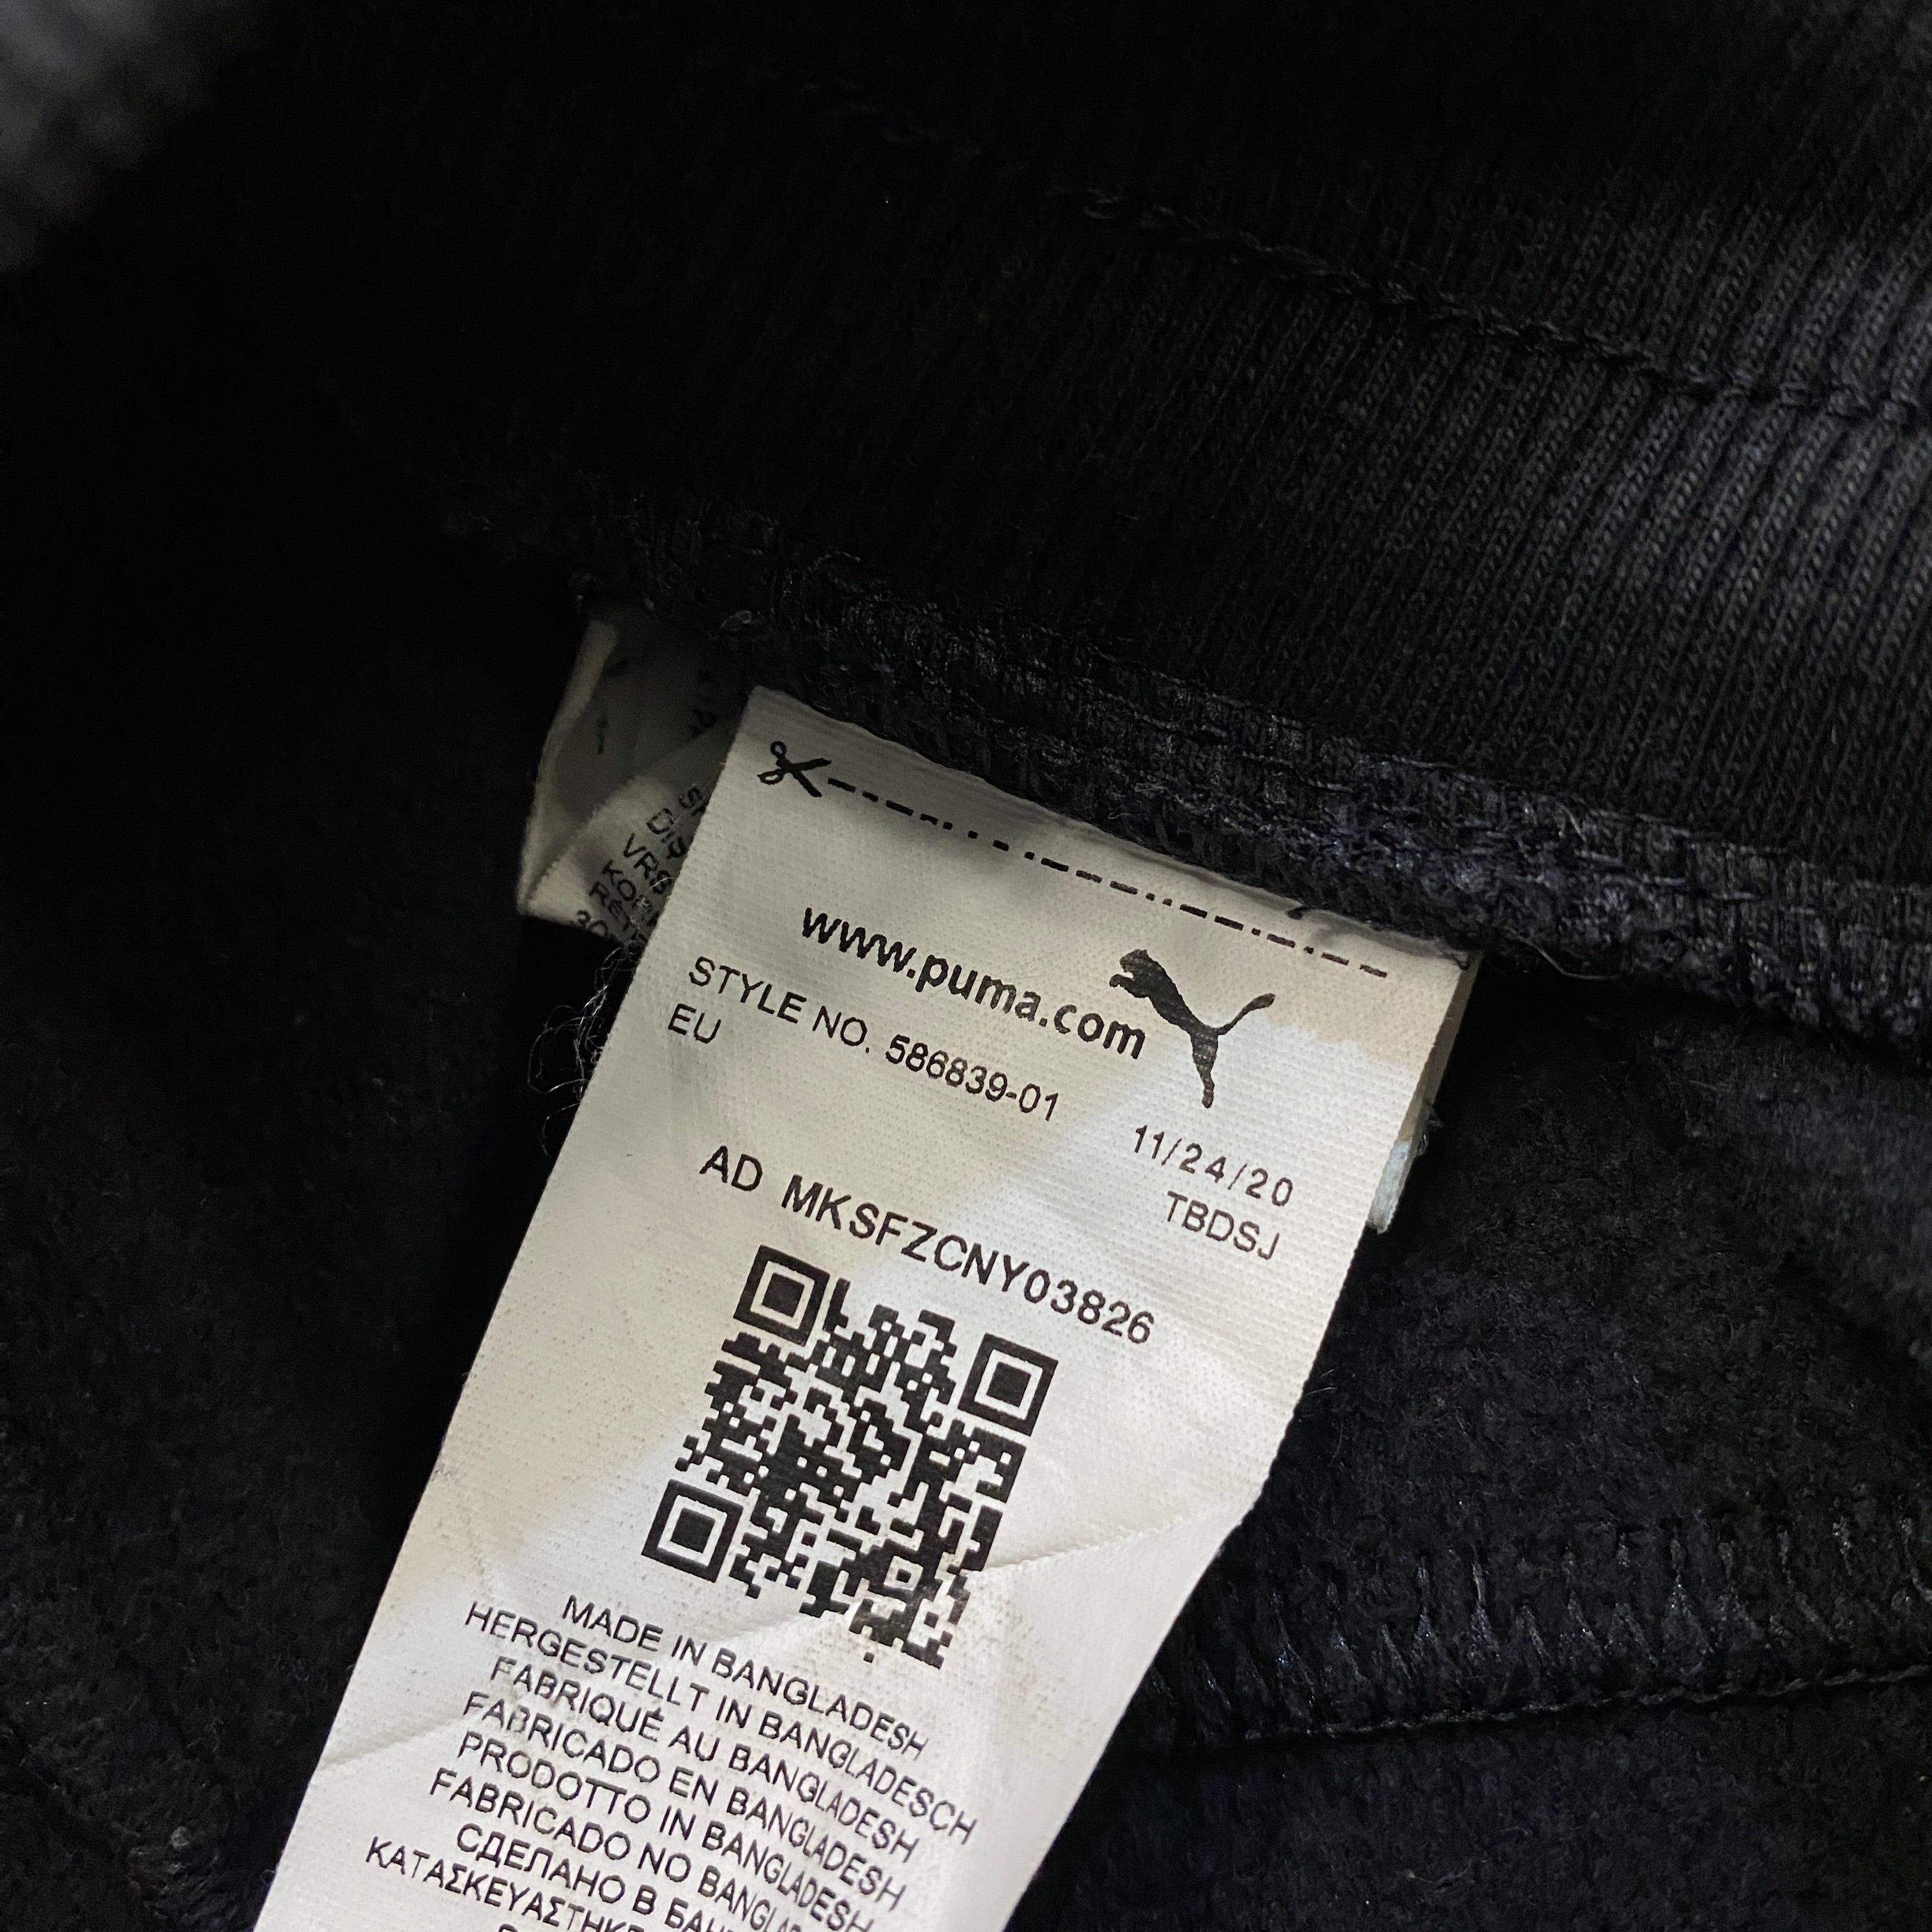 www.puma.com
STYLE NO. 586839-01
EU
11/24/20
TBDSJ
AD MKSFZCNY03826
MADE IN BANGLADESH
HERGESTELLT IN BANGLADESCH
FABRIQUÉ AU BANGLADESH
FABRICADO EN BANGLADESH
PRODOTTO IN BANGLADESH
FABRICADO NO BANGLADESH
СДЕЛАНО В